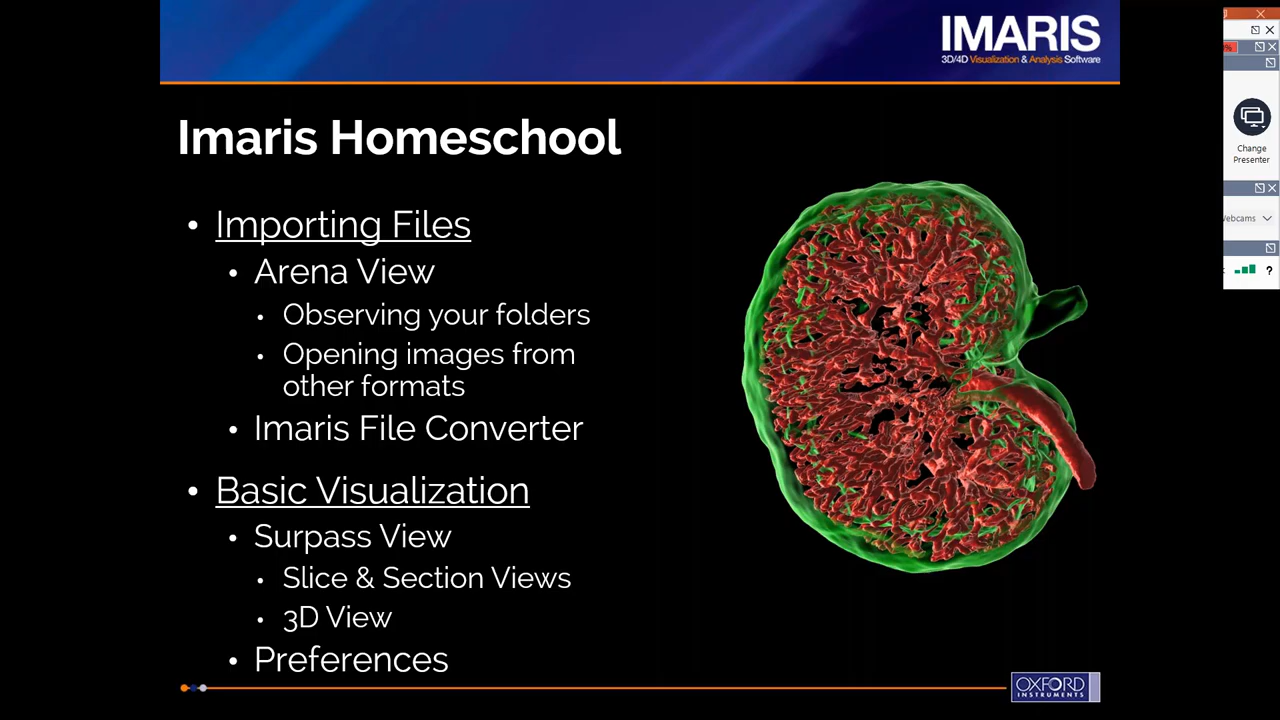 IMARIS
3D/4D Visualization & Analysis Software
Imaris Homeschool
• Importing Files
• Arena View
• Observing your folders
• Opening images from
other formats
• Imaris File Converter
• Basic Visualization
• Surpass View
• Slice & Section Views
• 3D View
• Preferences
OXFORD
INSTRUMENTS
%
Change
Presenter
?